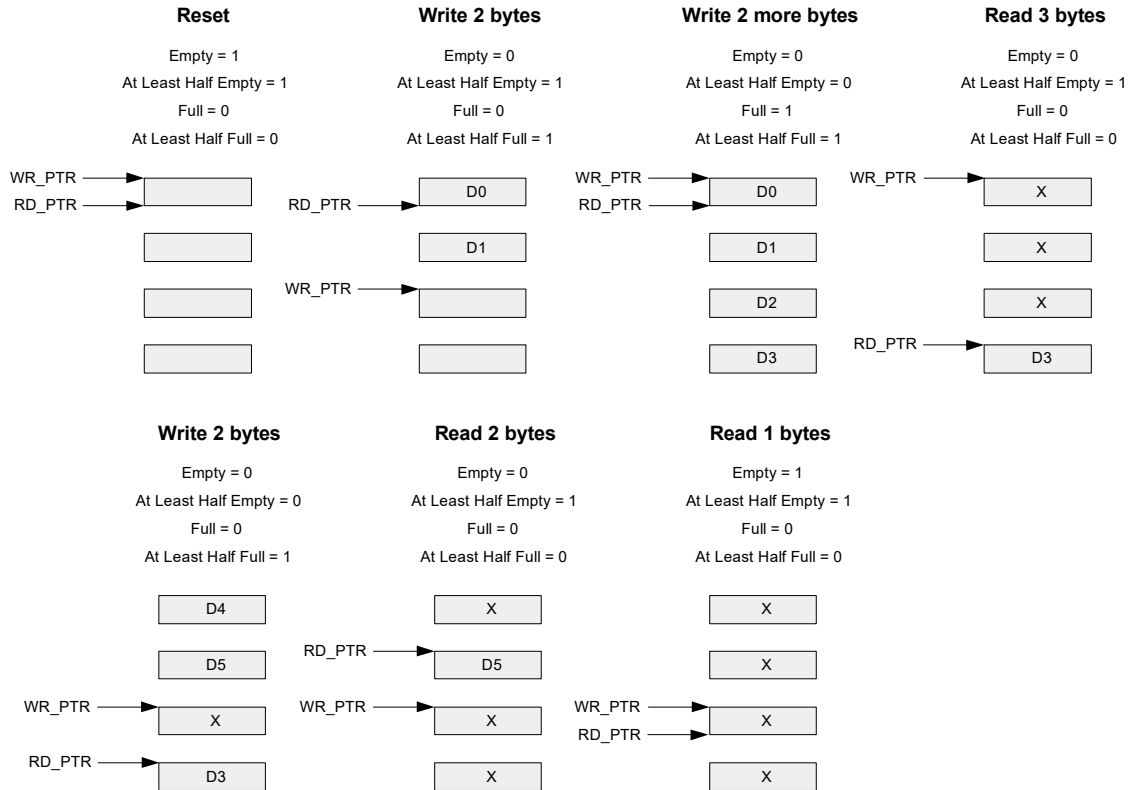 Reset
Empty = 1
At Least Half Empty = 1
Full = 0
At Least Half Full = 0
WR_PTR
RD_PTR
Write 2 bytes
Empty = 0
At Least Half Empty = 1
Full = 0
At Least Half Full = 1
D0
RD_PTR
D1
WR_PTR
Write 2 more bytes
Empty = 0
At Least Half Empty = 0
Full = 1
At Least Half Full = 1
WR_PTR
D0
RD_PTR
D1
D2
D3
Read 3 bytes
Empty = 0
At Least Half Empty = 1
Full = 0
At Least Half Full = 0
WR_PTR
X
X
X
RD_PTR
D3
Write 2 bytes
Empty = 0
At Least Half Empty = 0
Full = 0
At Least Half Full = 1
D4
D5
WR_PTR
X
RD_PTR
D3
Read 2 bytes
Empty = 0
At Least Half Empty = 1
Full = 0
At Least Half Full = 0
X
RD_PTR
D5
WR_PTR
X
X
Read 1 bytes
Empty = 1
At Least Half Empty = 1
Full = 0
At Least Half Full = 0
X
X
WR_PTR
X
RD_PTR
X